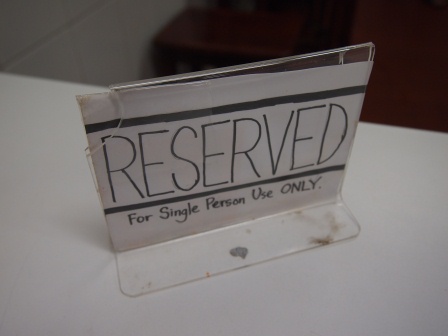 RESERVED
For Single Person Use ONLY.